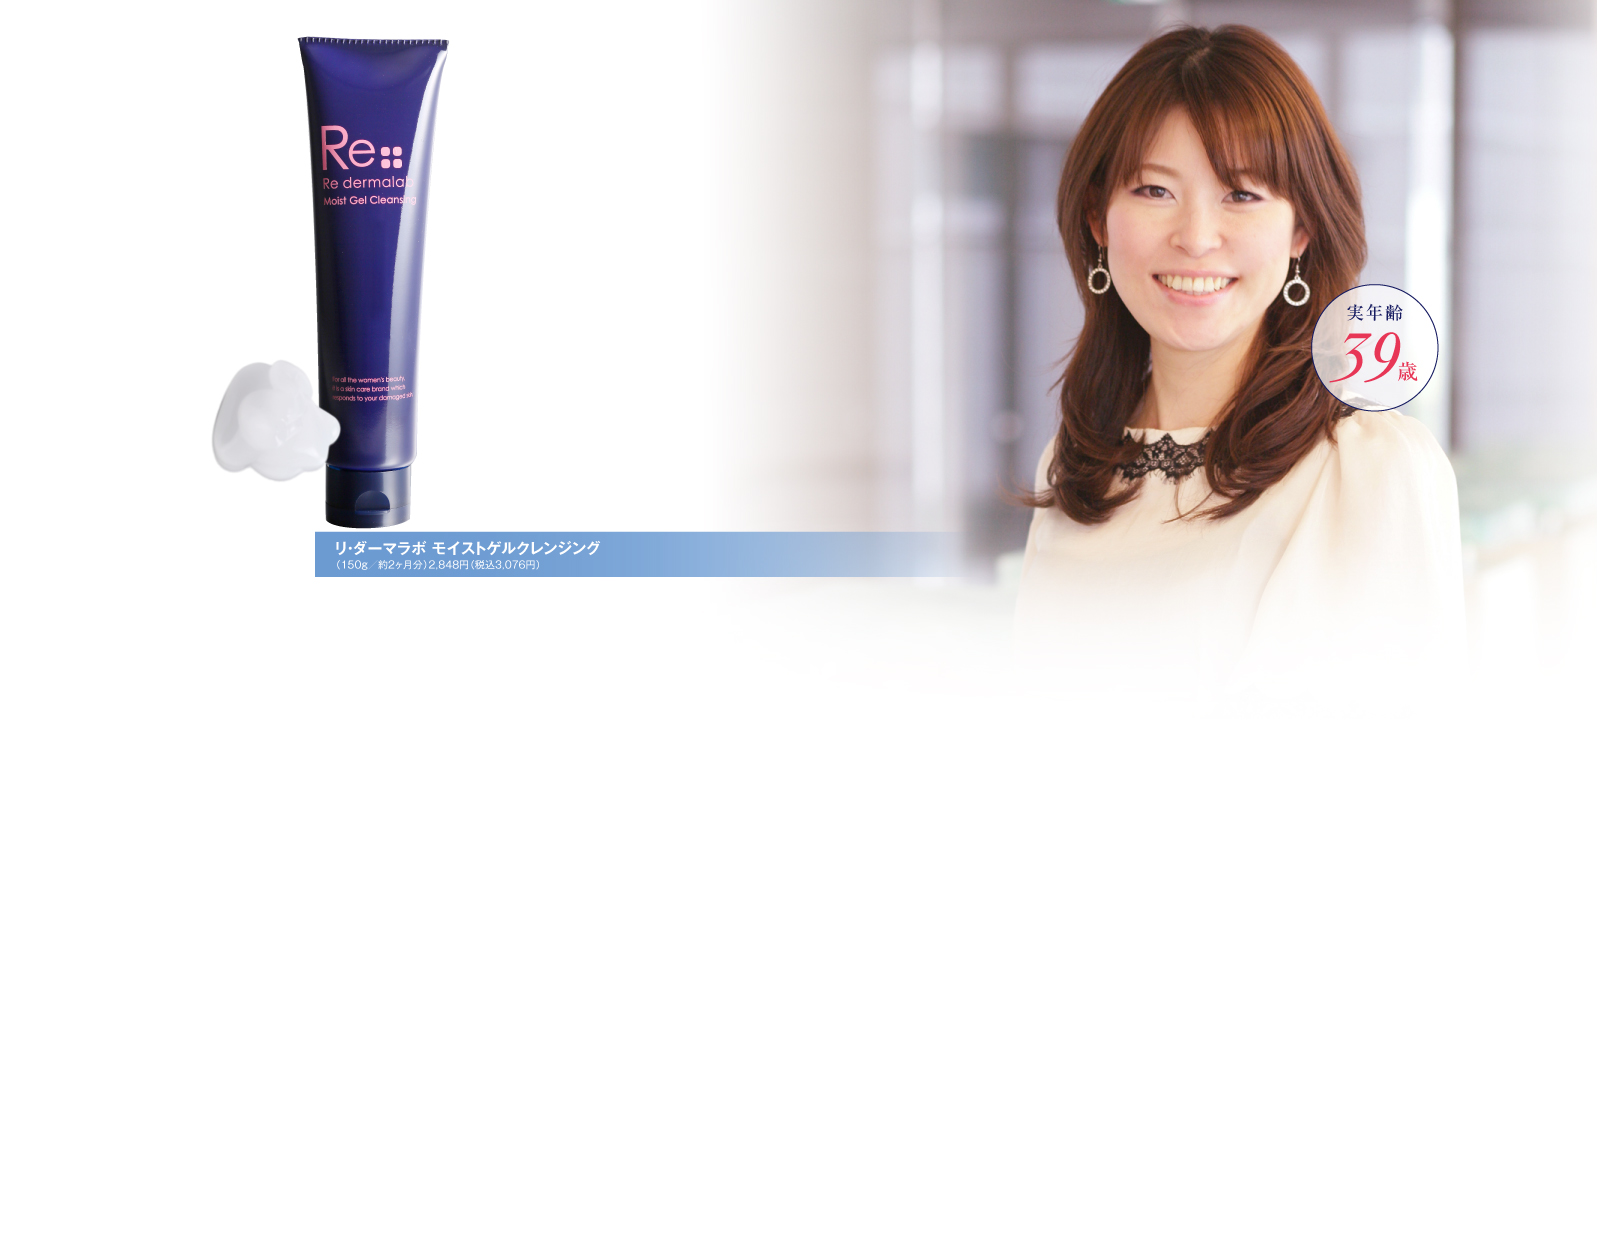 Re
Re dermalab
Moist Gel Cleansing
For all the women's beauty,
it is a skin care brand which
responds to your damaged skin
実年齢
39歳
リ・ダーマラボ モイストゲルクレンジング
（150g／約2ヶ月分）2,848円（税込3,076円）